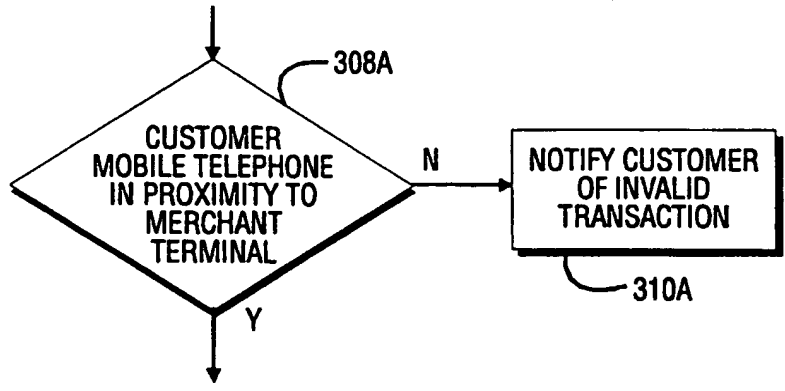 308A
CUSTOMER
MOBILE TELEPHONE
IN PROXIMITY TO
MERCHANT
TERMINAL
N
NOTIFY CUSTOMER
OF INVALID
TRANSACTION
310A
Y